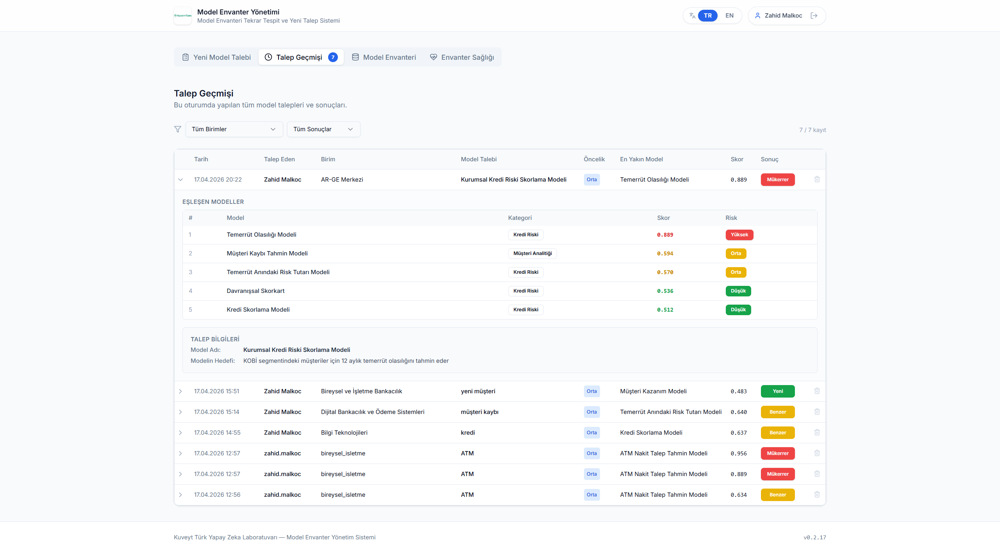 KUVEYT TÜRK
Model Envanter Yönetimi
Model Envanteri Tekrar Tespit ve Yeni Talep Sistemi
TR EN Zahid Malkoc
Yeni Model Talebi Talep Geçmişi 7 Model Envanteri Envanter Sağlığı
Talep Geçmişi
Bu oturumda yapılan tüm model talepleri ve sonuçları.
Tüm Birimler Tüm Sonuçlar 7 / 7 kayıt
Tarih Talep Eden Birim Model Talebi Öncelik En Yakın Model Skor Sonuç
17.04.2026 20:22 Zahid Malkoc AR-GE Merkezi Kurumsal Kredi Riski Skorlama Modeli Orta Temerrüt Olasılığı Modeli 0.889 Mükerrer
EŞLEŞEN MODELLER
# Model Kategori Skor Risk
1 Temerrüt Olasılığı Modeli Kredi Riski 0.889 Yüksek
2 Müşteri Kaybı Tahmin Modeli Müşteri Analitiği 0.594 Orta
3 Temerrüt Anındaki Risk Tutarı Modeli Kredi Riski 0.570 Orta
4 Davranışsal Skorkart Kredi Riski 0.536 Düşük
5 Kredi Skorlama Modeli Kredi Riski 0.512 Düşük
TALEP BİLGİLERİ
Model Adı: Kurumsal Kredi Riski Skorlama Modeli
Modelin Hedefi: KOBİ segmentindeki müşteriler için 12 aylık temerrüt olasılığını tahmin eder
17.04.2026 15:51 Zahid Malkoc Bireysel ve İşletme Bankacılık yeni müşteri Orta Müşteri Kazanım Modeli 0.483 Yeni
17.04.2026 15:14 Zahid Malkoc Dijital Bankacılık ve Ödeme Sistemleri müşteri kaybı Orta Temerrüt Anındaki Risk Tutarı Modeli 0.640 Benzer
17.04.2026 14:55 Zahid Malkoc Bilgi Teknolojileri kredi Orta Kredi Skorlama Modeli 0.637 Benzer
17.04.2026 12:57 zahid.malkoc bireysel_isletme ATM Orta ATM Nakit Talep Tahmin Modeli 0.956 Mükerrer
17.04.2026 12:57 zahid.malkoc bireysel_isletme ATM Orta ATM Nakit Talep Tahmin Modeli 0.889 Mükerrer
17.04.2026 12:56 zahid.malkoc bireysel_isletme ATM Orta ATM Nakit Talep Tahmin Modeli 0.634 Benzer
Kuveyt Türk Yapay Zeka Laboratuvarı — Model Envanter Yönetim Sistemi v0.2.17